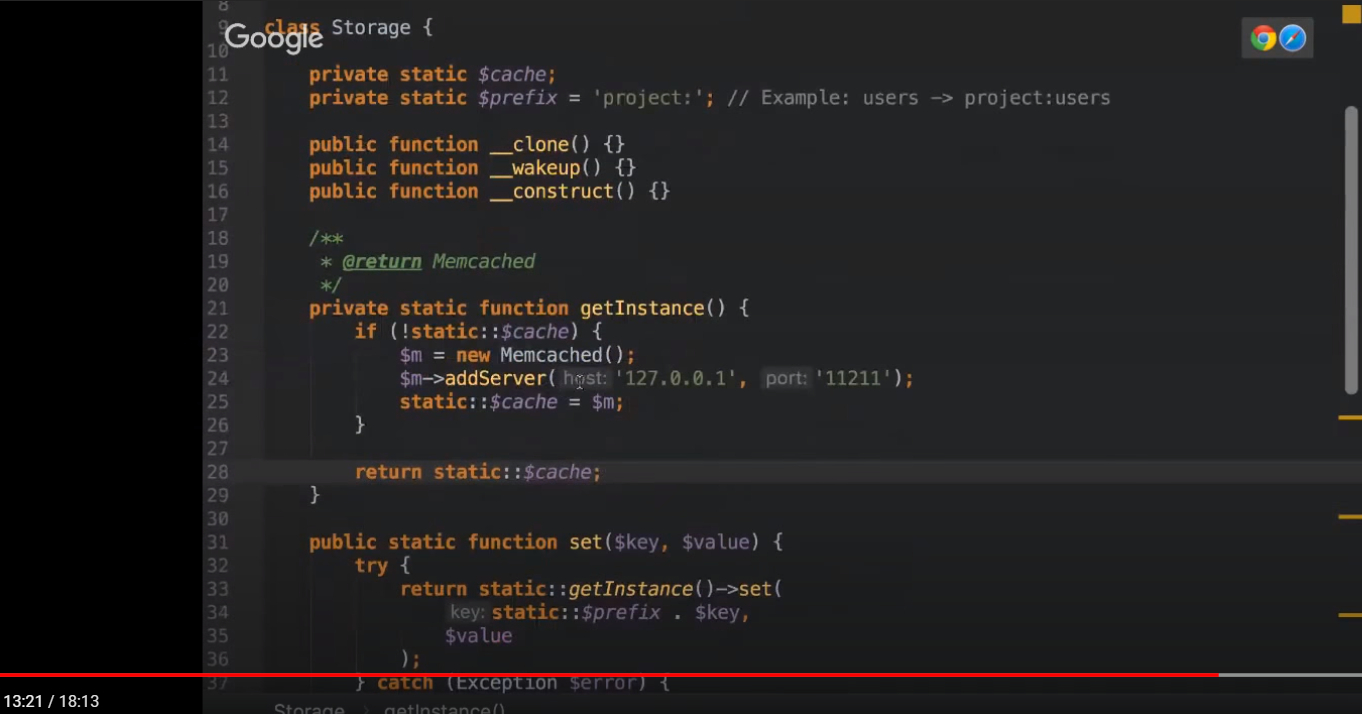 8
9 class Storage {
Google
10
11 private static $cache;
12 private static $prefix = 'project:'; // Example: users -> project:users
13
14 public function __clone() {}
15 public function __wakeup() {}
16 public function __construct() {}
17
18 /**
19 * @return Memcached
20 */
21 private static function getInstance() {
22 if (!static::$cache) {
23 $m = new Memcached();
24 $m->addServer( host: '127.0.0.1', port: '11211');
25 static::$cache = $m;
26 }
27
28 return static::$cache;
29 }
30
31 public static function set($key, $value) {
32 try {
33 return static::getInstance()->set(
34 key: static::$prefix . $key,
35 $value
36 );
37 } catch (Exception $error) {
13:21 / 18:13
Storage > getInstance()